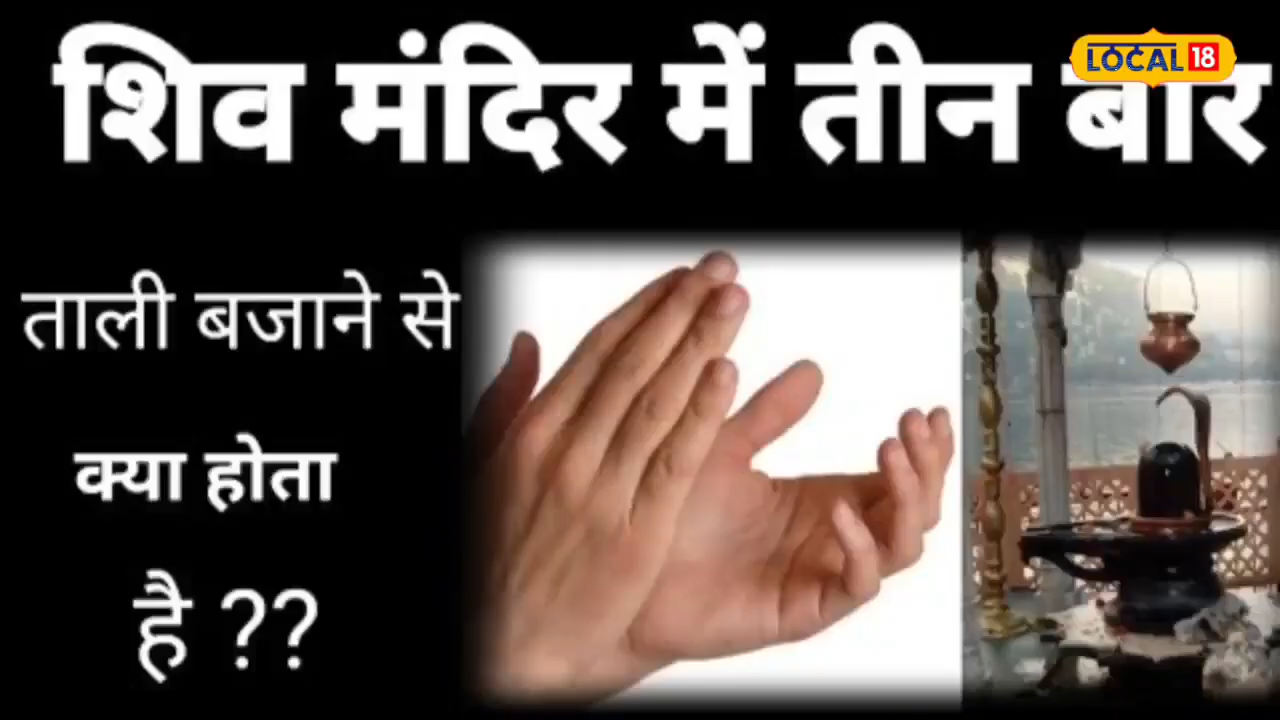 शिव मंदिर में तीन बार
LOCAL 18
ताली बजाने से
क्या होता
है ??